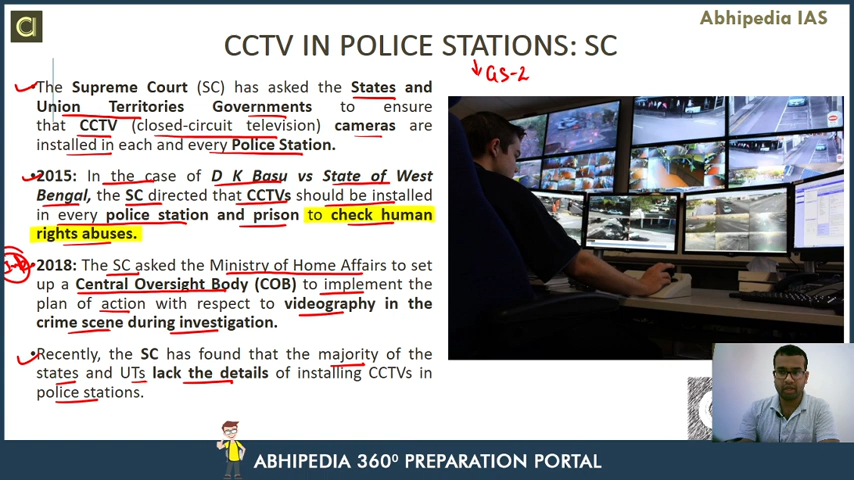 Abhipedia IAS
CCTV IN POLICE STATIONS: SC
GS-2
✓The Supreme Court (SC) has asked the States and
Union Territories Governments to ensure
that CCTV (closed-circuit television) cameras are
installed in each and every Police Station.
•2015: In the case of D K Basu vs State of West
Bengal, the SC directed that CCTVs should be installed
in every police station and prison to check human
rights abuses.
•2018: The SC asked the Ministry of Home Affairs to set
up a Central Oversight Body (COB) to implement the
plan of action with respect to videography in the
crime scene during investigation.
•Recently, the SC has found that the majority of the
states and UTs lack the details of installing CCTVs in
police stations.
ABHIPEDIA 360⁰ PREPARATION PORTAL